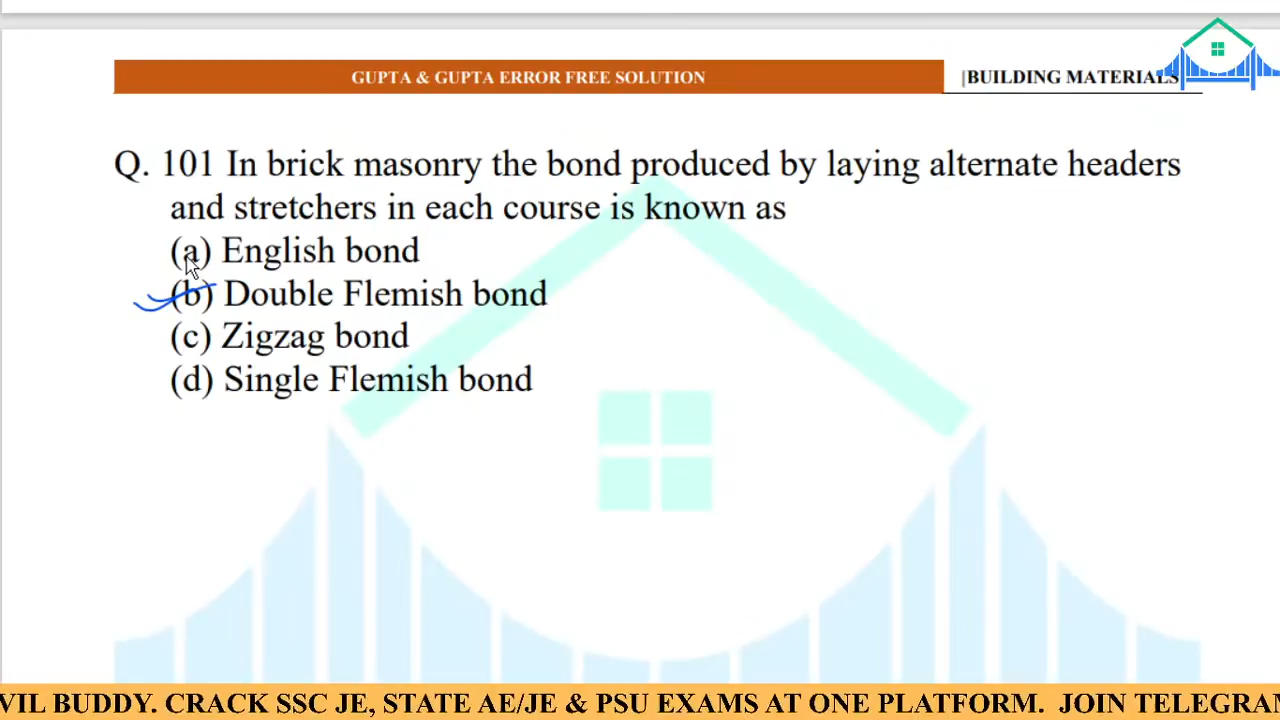 GUPTA & GUPTA ERROR FREE SOLUTION
|BUILDING MATERIALS
Q. 101 In brick masonry the bond produced by laying alternate headers
and stretchers in each course is known as
(a) English bond
(b) Double Flemish bond
(c) Zigzag bond
(d) Single Flemish bond
VIL BUDDY. CRACK SSC JE, STATE AE/JE & PSU EXAMS AT ONE PLATFORM. JOIN TELEGRA